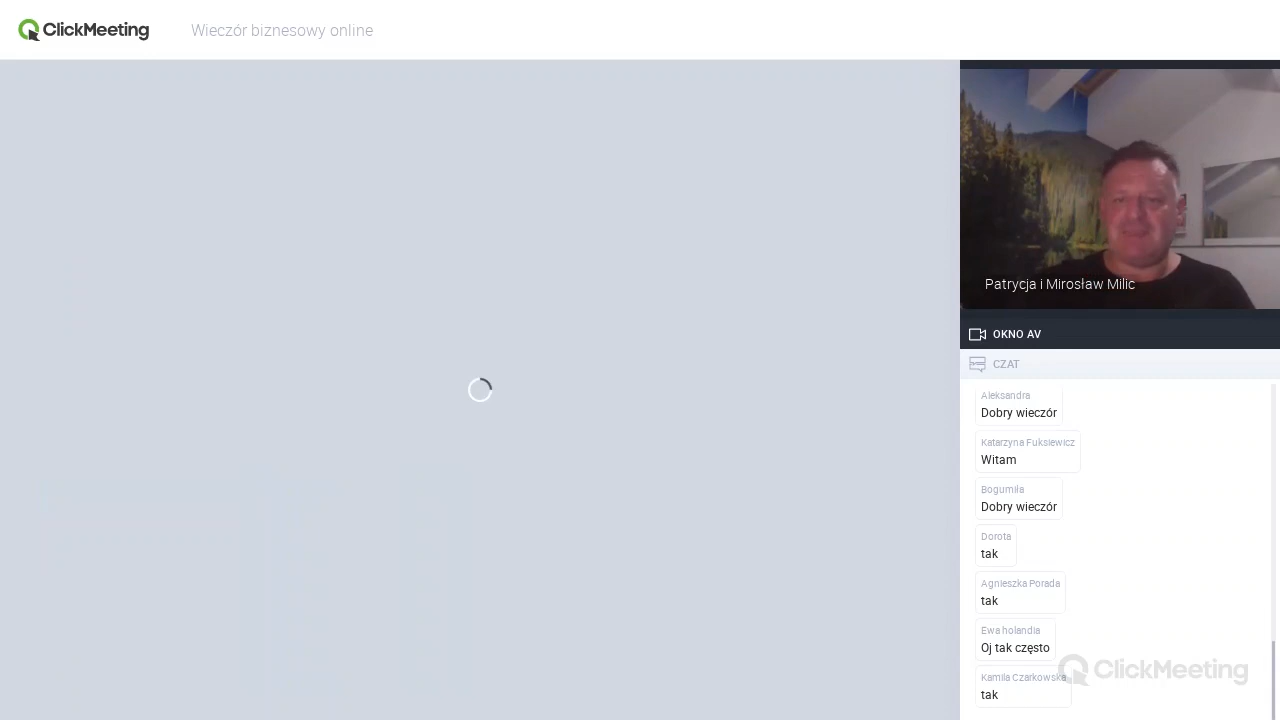 ClickMeeting
Wieczór biznesowy online
Patrycja i Mirosław Milic
OKNO AV
CZAT
Aleksandra
Dobry wieczór
Katarzyna Fuksiewicz
Witam
Bogumiła
Dobry wieczór
Dorota
tak
Agnieszka Porada
tak
Ewa holandia
Oj tak często
Kamila Czarkowska
tak
ClickMeeting